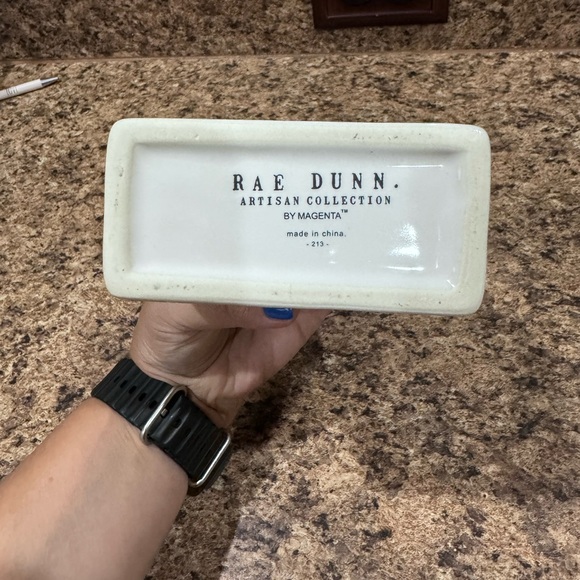 RAE DUNN.
ARTISAN COLLECTION
BY MAGENTA™
made in china.
- 213 -